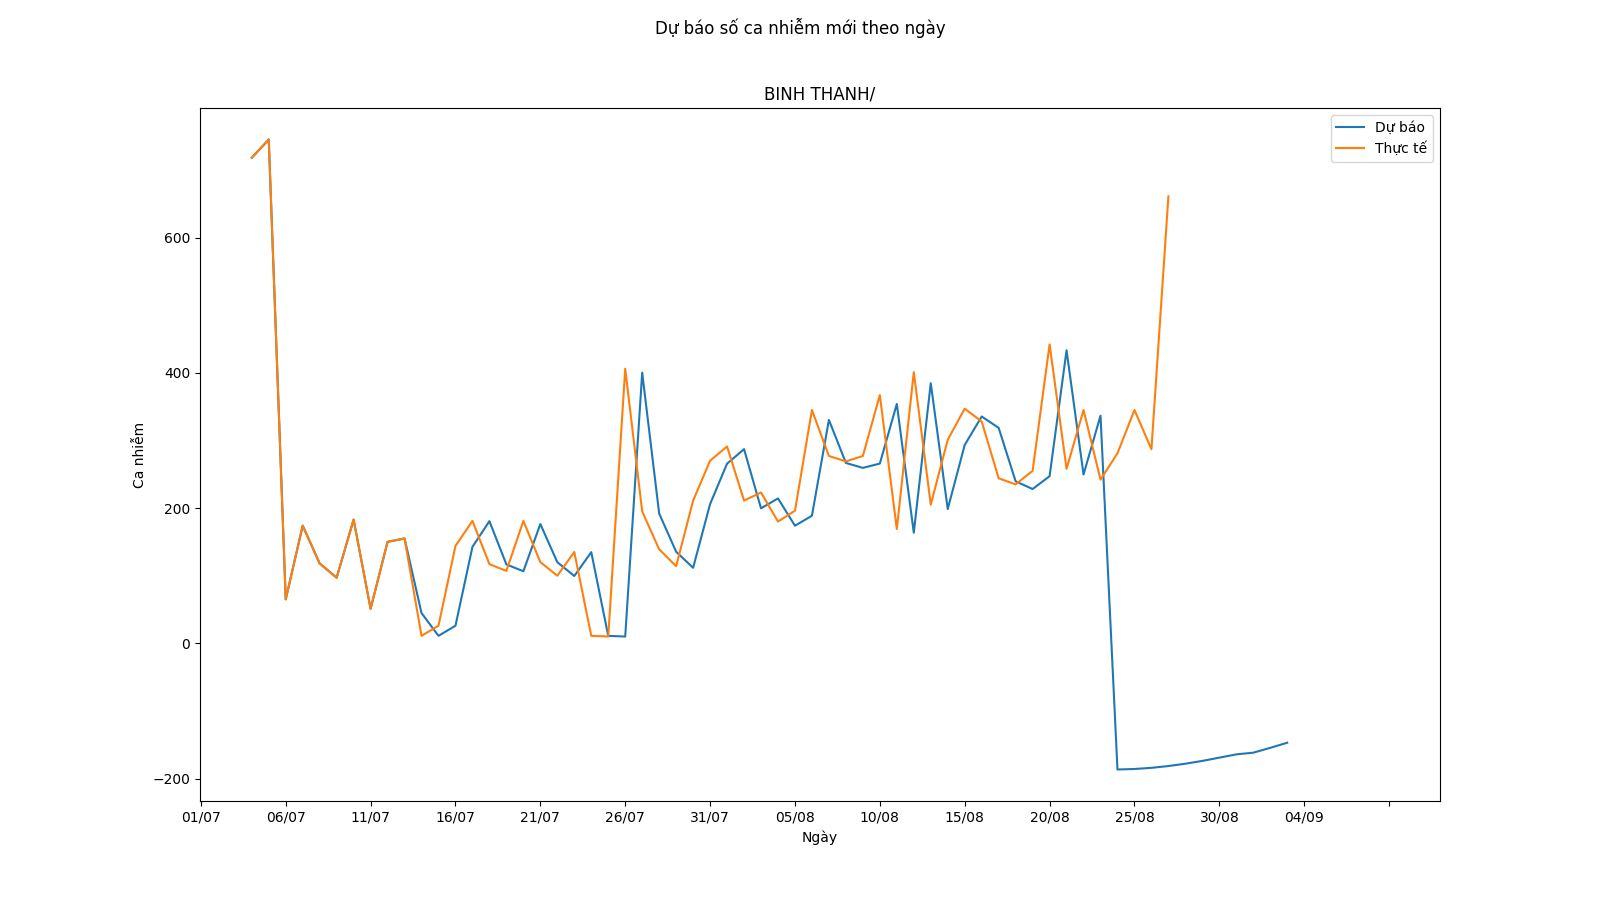 Dự báo số ca nhiễm mới theo ngày
BINH THANH/
Dự báo
Thực tế
600
400
200
0
−200
Ca nhiễm
01/07 06/07 11/07 16/07 21/07 26/07 31/07 05/08 10/08 15/08 20/08 25/08 30/08 04/09
Ngày